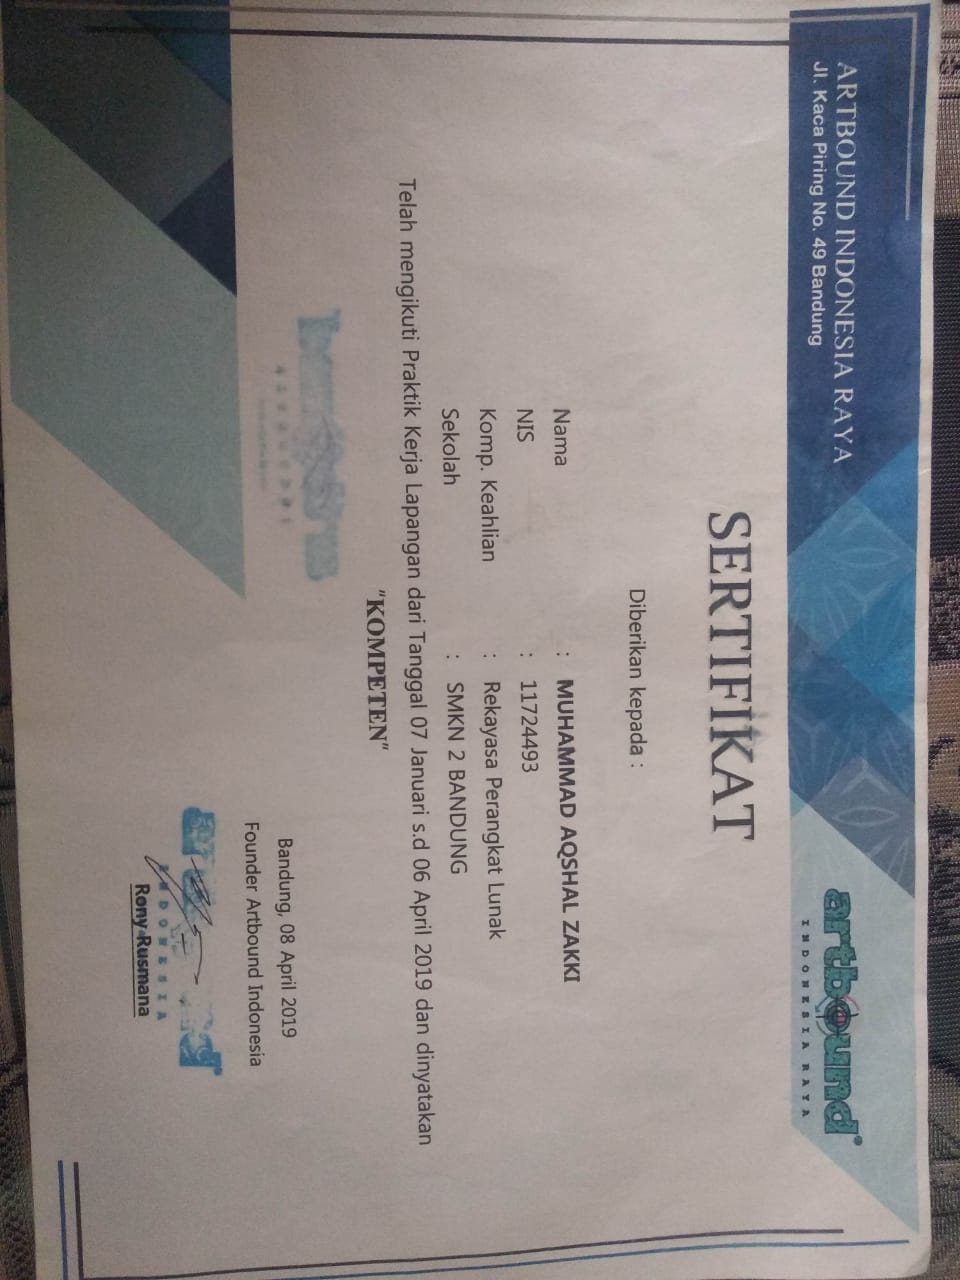 ARTBOUND INDONESIA RAYA
Jl. Kaca Piring No. 49 Bandung
artbound
INDONESIA RAYA
SERTIFIKAT
Diberikan kepada :
Nama : MUHAMMAD AQSHAL ZAKKI
NIS : 11724493
Komp. Keahlian : Rekayasa Perangkat Lunak
Sekolah : SMKN 2 BANDUNG
Telah mengikuti Praktik Kerja Lapangan dari Tanggal 07 Januari s.d 06 April 2019 dan dinyatakan
"KOMPETEN"
Bandung, 08 April 2019
Founder Artbound Indonesia
INDONESIA
Rony Rusmana